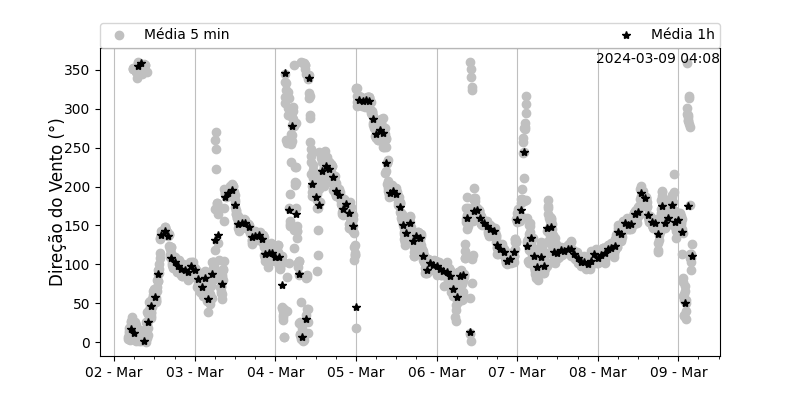 Média 5 min
Média 1h
2024-03-09 04:08
Direção do Vento (°)
350
300
250
200
150
100
50
0
02 - Mar
03 - Mar
04 - Mar
05 - Mar
06 - Mar
07 - Mar
08 - Mar
09 - Mar